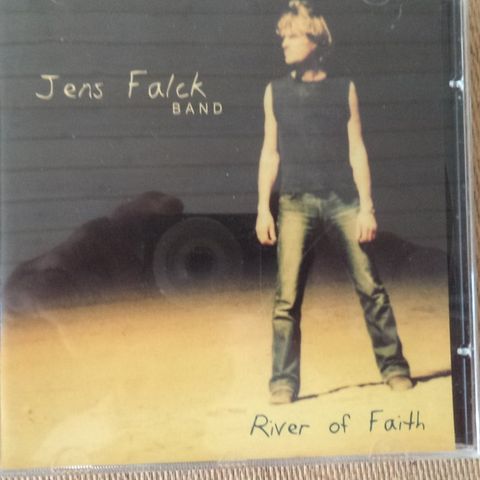 Jens Falck
BAND
River of Faith